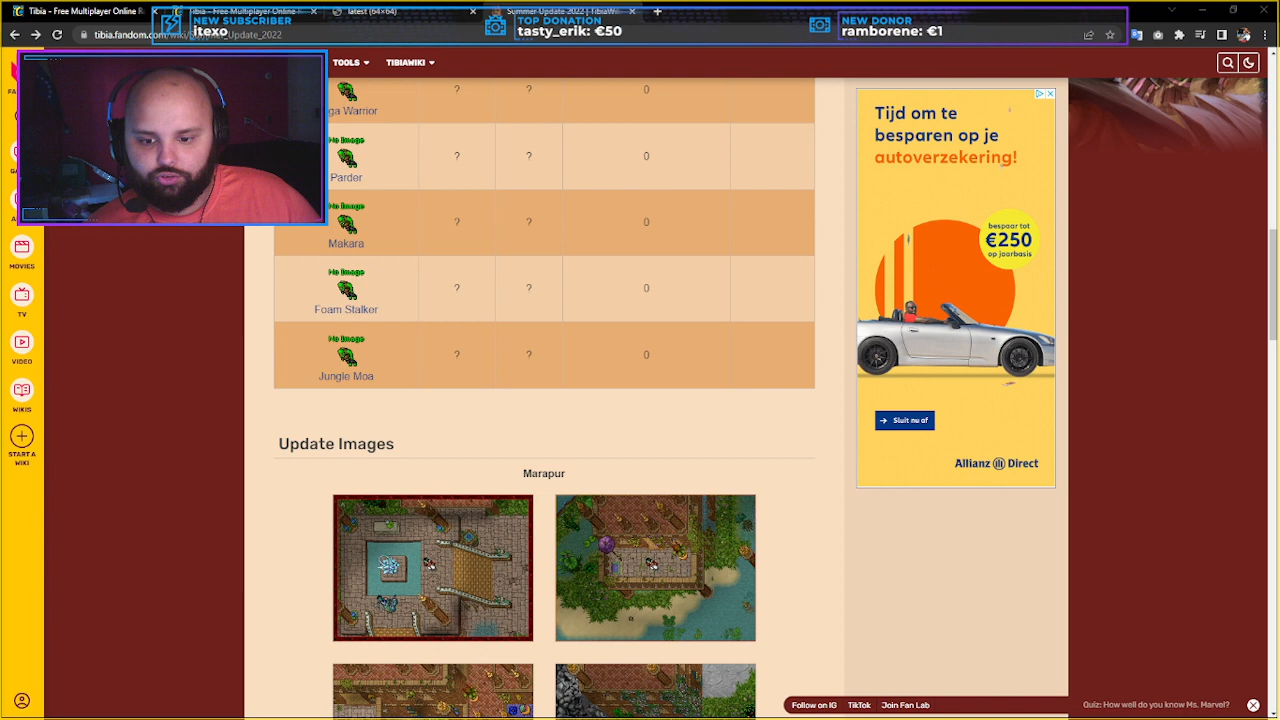 Tibia - Free Multiplayer Online R
Tibia - Free Multiplayer Online R
latest (64×64)
Summer Update 2022 | TibiaWi
NEW SUBSCRIBER
itexo
TOP DONATION
tasty_erik: €50
NEW DONOR
ramborene: €1
TOOLS
TIBIAWIKI
ga Warrior
?
?
0
No Image
Parder
?
?
0
No Image
Makara
?
?
0
No Image
Foam Stalker
?
?
0
No Image
Jungle Moa
?
?
0
Update Images
Marapur
MOVIES
TV
VIDEO
WIKIS
START A
WIKI
Tijd om te
besparen op je
autoverzekering!
bespaar tot
€250
op jaarbasis
Sluit nu af
Allianz Direct
Follow on IG
TikTok
Join Fan Lab
Quiz: How well do you know Ms. Marvel?